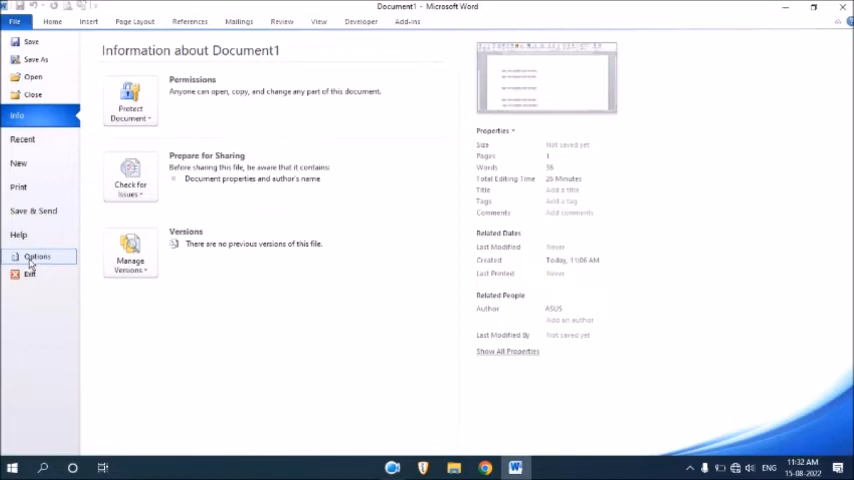 Document1 - Microsoft Word
File Home Insert Page Layout References Mailings Review View Developer Add-Ins
Save
Save As
Open
Close
Info
Recent
New
Print
Save & Send
Help
Options
Exit
Information about Document1
Protect
Document
Permissions
Anyone can open, copy, and change any part of this document.
Check for
Issues
Prepare for Sharing
Before sharing this file, be aware that it contains:
Document properties and author's name
Manage
Versions
Versions
There are no previous versions of this file.
Properties
Size Not saved yet
Pages 1
Words 36
Total Editing Time 26 Minutes
Title Add a title
Tags Add a tag
Comments Add comments
Related Dates
Last Modified Never
Created Today, 11:06 AM
Last Printed Never
Related People
Author ASUS
Add an author
Last Modified By Not saved yet
Show All Properties
ENG
11:32 AM
15-08-2022